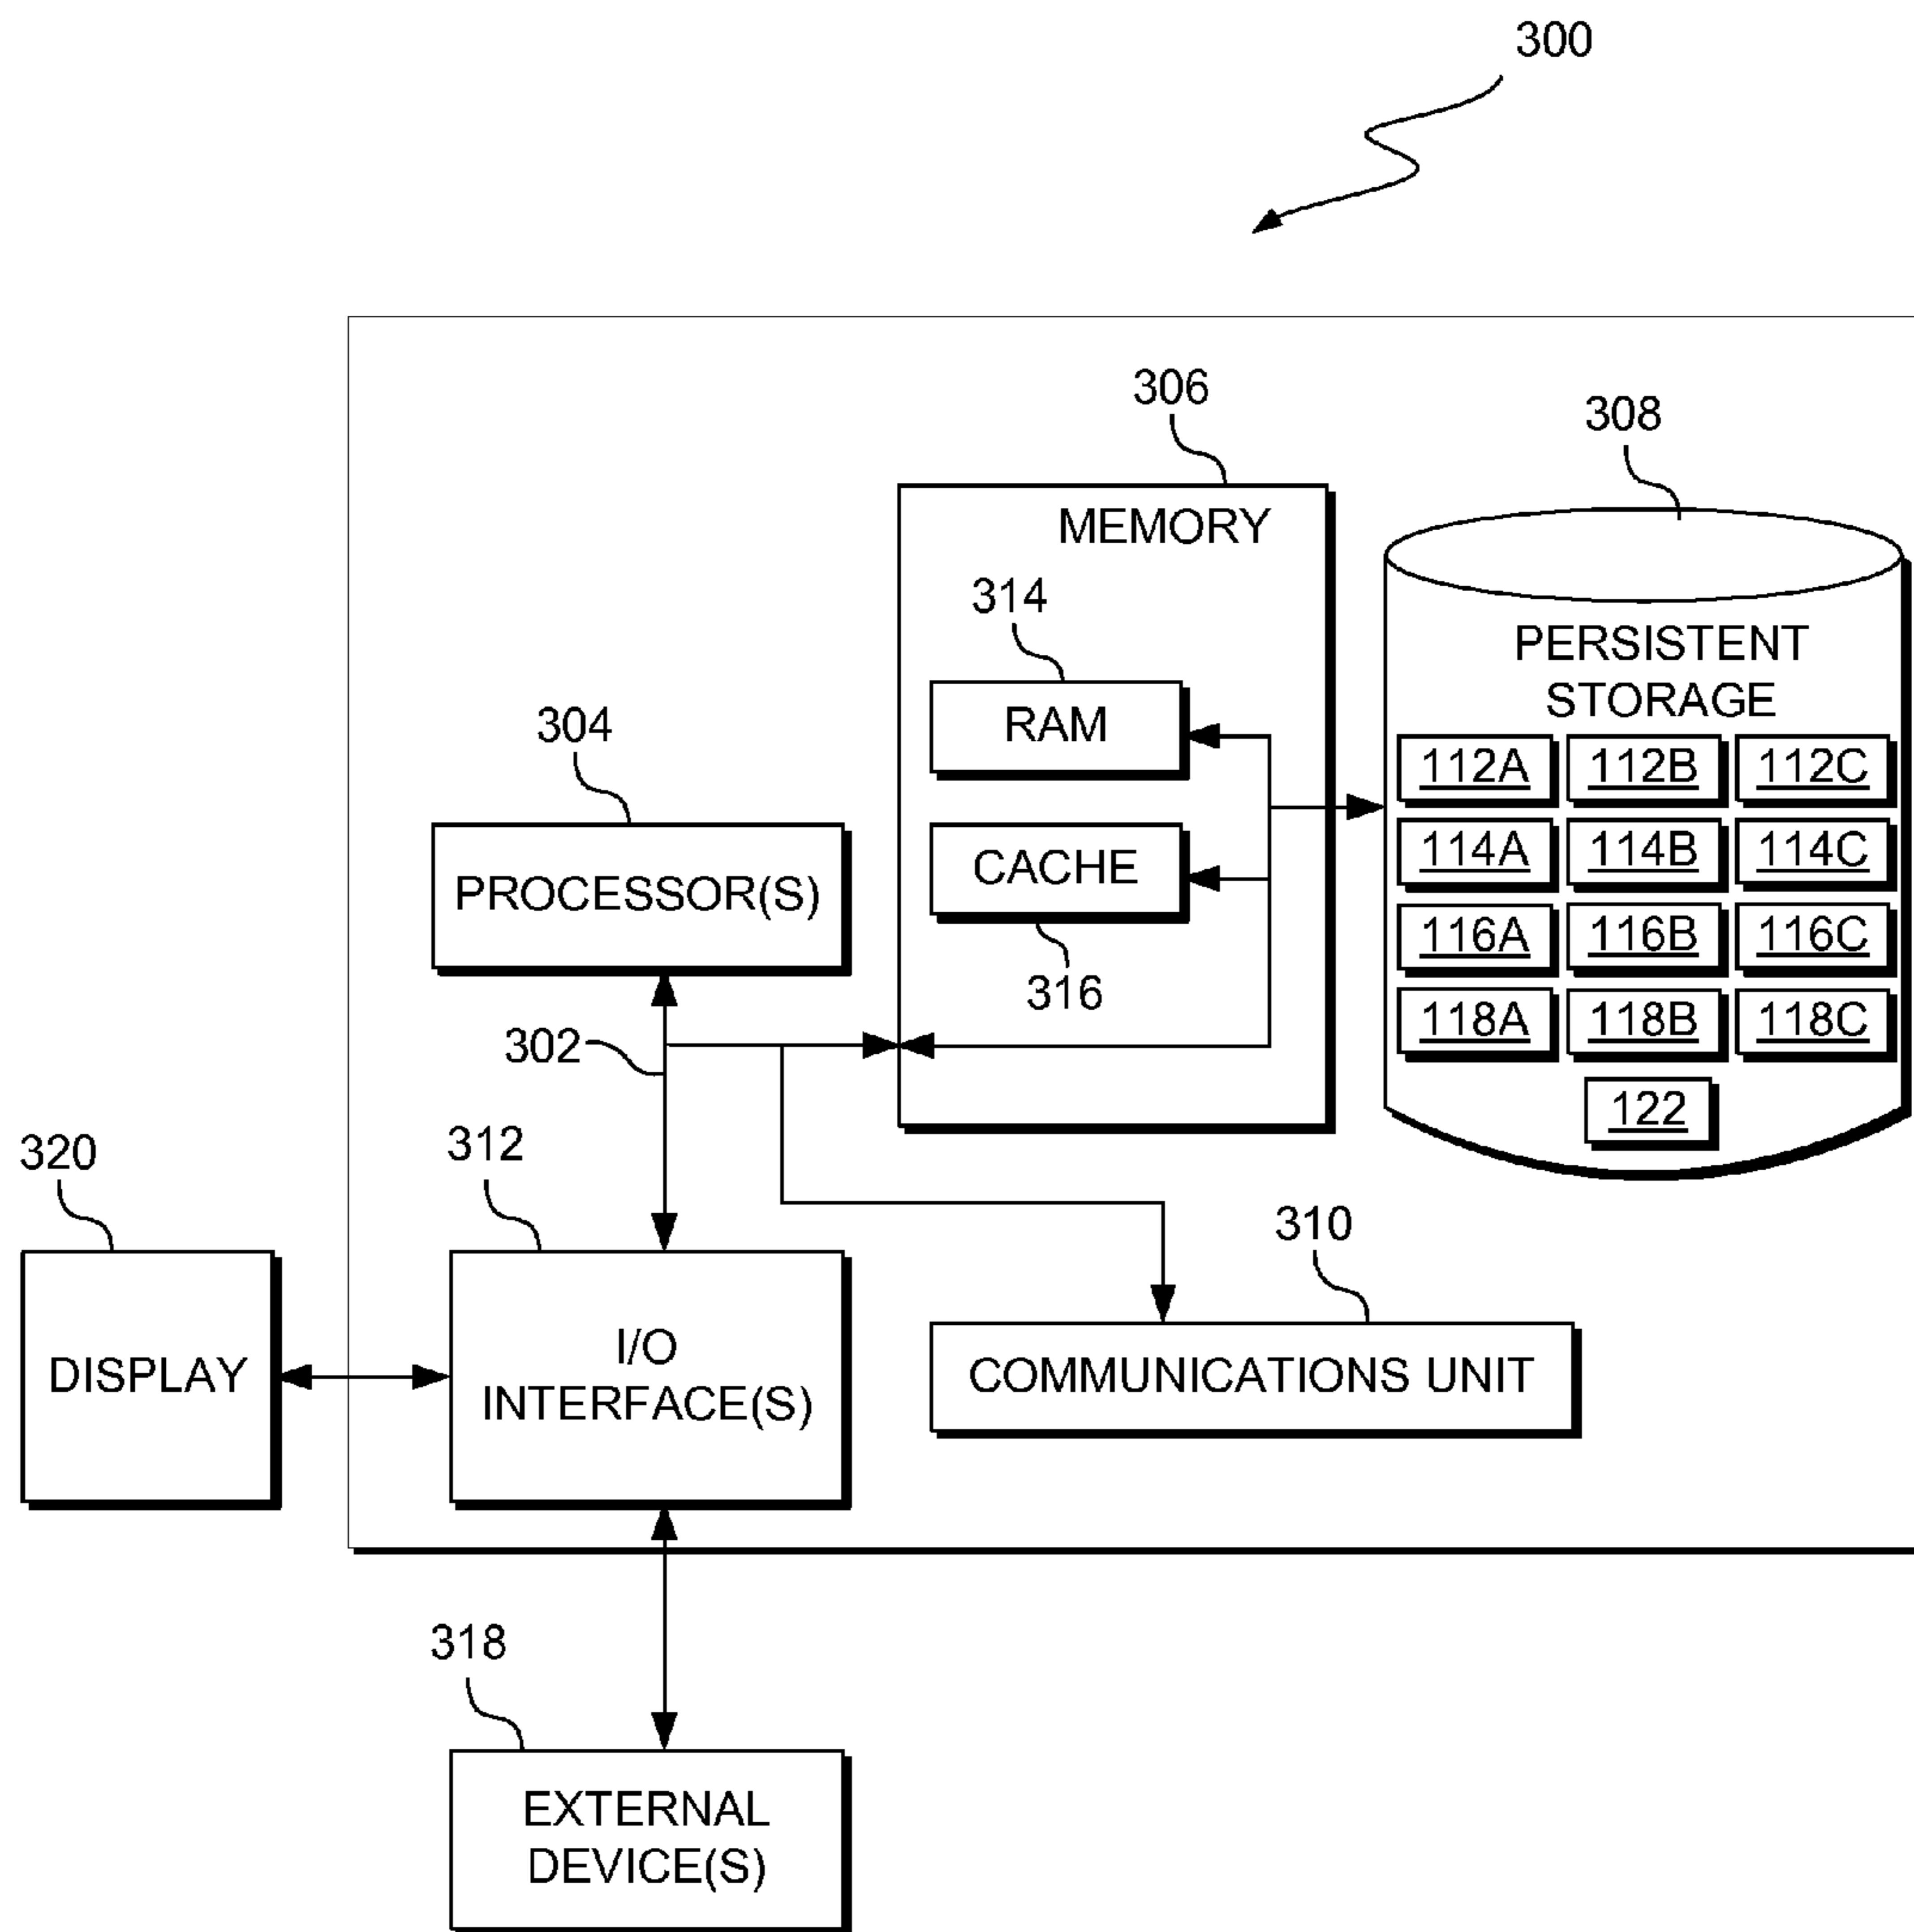 300
306
308
MEMORY
314
PERSISTENT
STORAGE
RAM
304
112A 112B 112C
114A 114B 114C
CACHE
PROCESSOR(S)
116A 116B 116C
316
118A 118B 118C
302
122
320
312
310
I/O
INTERFACE(S)
DISPLAY
COMMUNICATIONS UNIT
318
EXTERNAL
DEVICE(S)